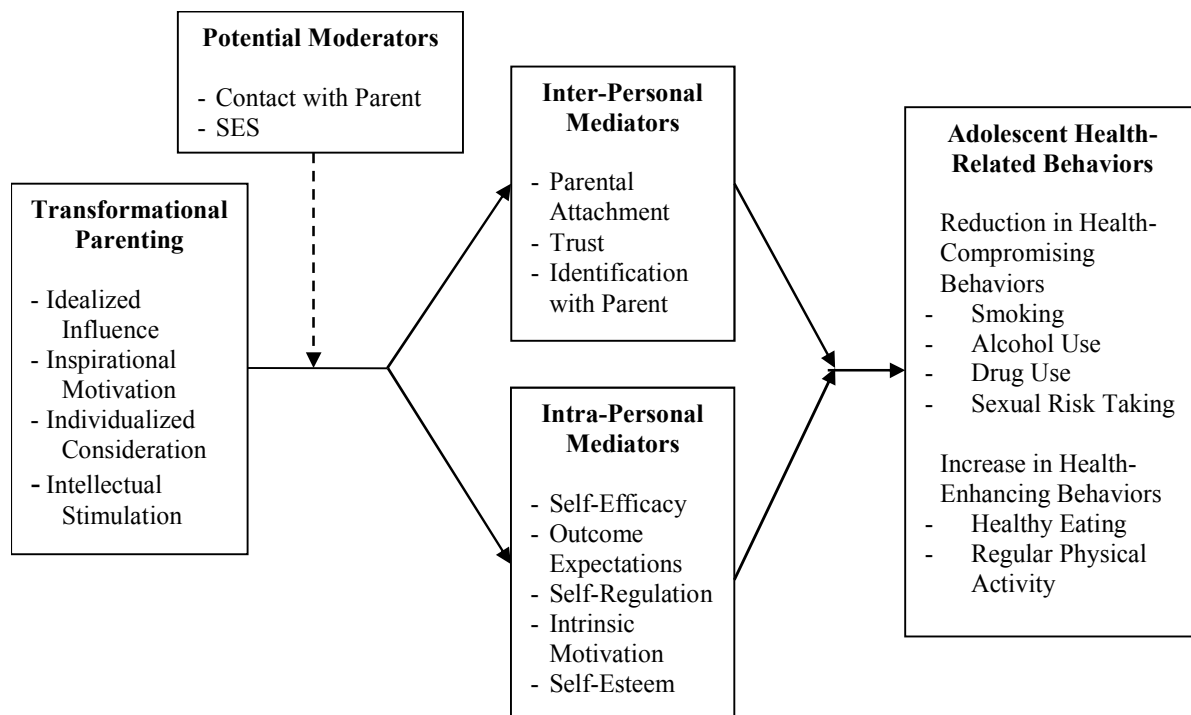 Potential Moderators
- Contact with Parent
- SES
Transformational
Parenting
- Idealized
Influence
- Inspirational
Motivation
- Individualized
Consideration
- Intellectual
Stimulation
Inter-Personal
Mediators
- Parental
Attachment
- Trust
- Identification
with Parent
Intra-Personal
Mediators
- Self-Efficacy
- Outcome
Expectations
- Self-Regulation
- Intrinsic
Motivation
- Self-Esteem
Adolescent Health-
Related Behaviors
Reduction in Health-
Compromising
Behaviors
- Smoking
- Alcohol Use
- Drug Use
- Sexual Risk Taking
Increase in Health-
Enhancing Behaviors
- Healthy Eating
- Regular Physical
Activity